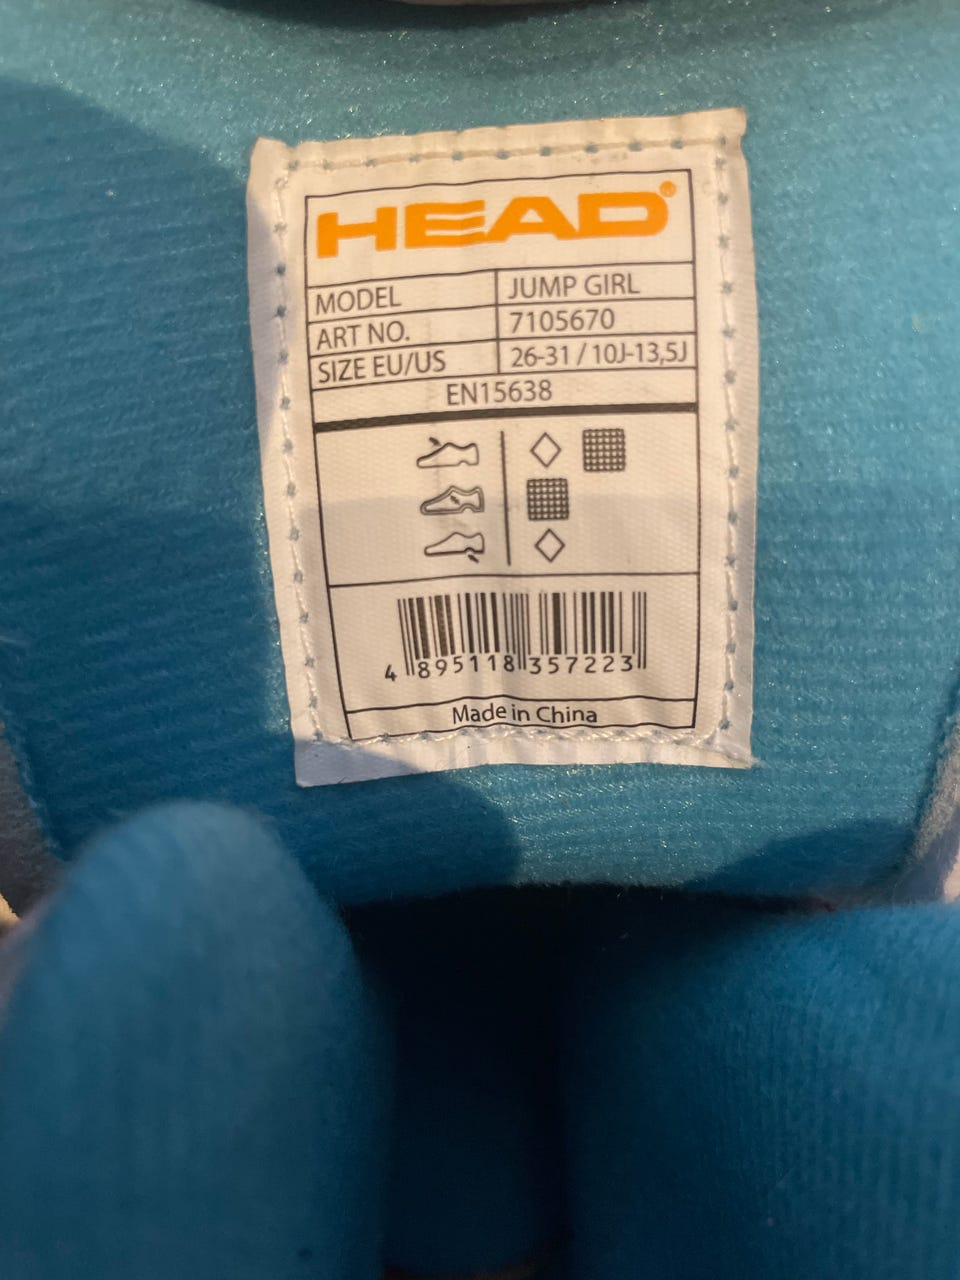 HEAD®
MODEL JUMP GIRL
ART NO. 7105670
SIZE EU/US 26-31 / 10J-13,5J
EN15638
4 895118 357223
Made in China